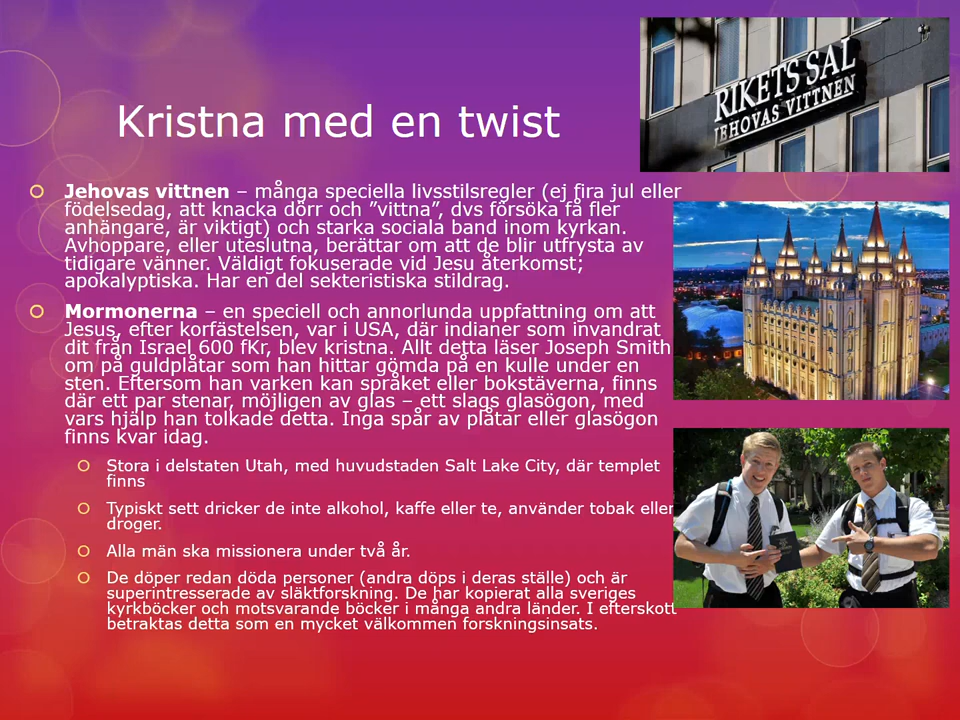 Kristna med en twist
RIKETS SAL
JEHOVAS VITTNEN
Jehovas vittnen – många speciella livsstilsregler (ej fira jul eller
födelsedag, att knacka dörr och ”vittna”, dvs försöka få fler
anhängare, är viktigt) och starka sociala band inom kyrkan.
Avhoppare, eller uteslutna, berättar om att de blir utfrysta av
tidigare vänner. Väldigt fokuserade vid Jesu återkomst;
apokalyptiska. Har en del sekteristiska stildrag.
Mormonerna – en speciell och annorlunda uppfattning om att
Jesus, efter korfästelsen, var i USA, där indianer som invandrat
dit från Israel 600 fKr, blev kristna. Allt detta läser Joseph Smith
om på guldplåtar som han hittar gömda på en kulle under en
sten. Eftersom han varken kan språket eller bokstäverna, finns
där ett par stenar, möjligen av glas – ett slags glasögon, med
vars hjälp han tolkade detta. Inga spår av plåtar eller glasögon
finns kvar idag.
Stora i delstaten Utah, med huvudstaden Salt Lake City, där templet
finns
Typiskt sett dricker de inte alkohol, kaffe eller te, använder tobak eller
droger.
Alla män ska missionera under två år.
De döper redan döda personer (andra döps i deras ställe) och är
superintresserade av släktforskning. De har kopierat alla sveriges
kyrkböcker och motsvarande böcker i många andra länder. I efterskott
betraktas detta som en mycket välkommen forskningsinsats.